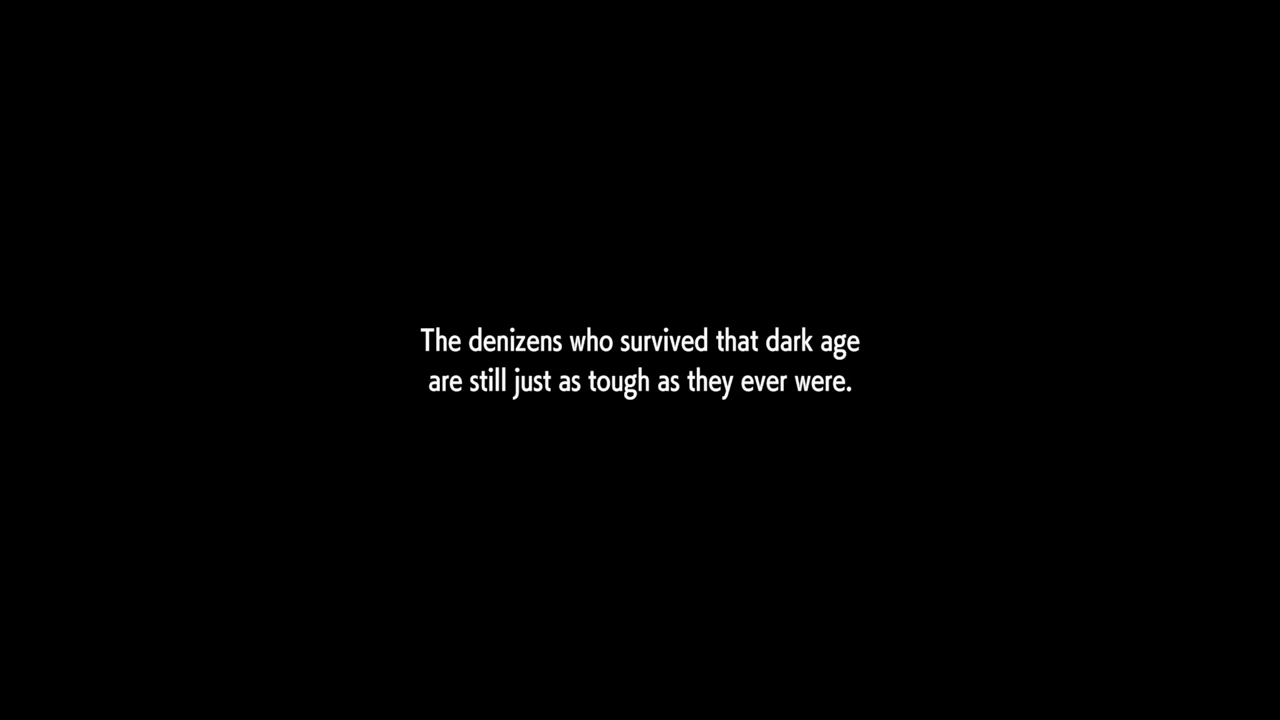 The denizens who survived that dark age
are still just as tough as they ever were.